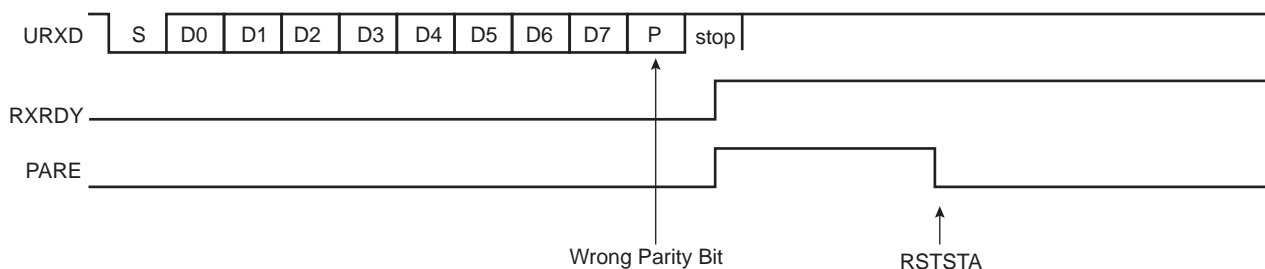 URXD S D0 D1 D2 D3 D4 D5 D6 D7 P stop
RXRDY
PARE
Wrong Parity Bit RSTSTA